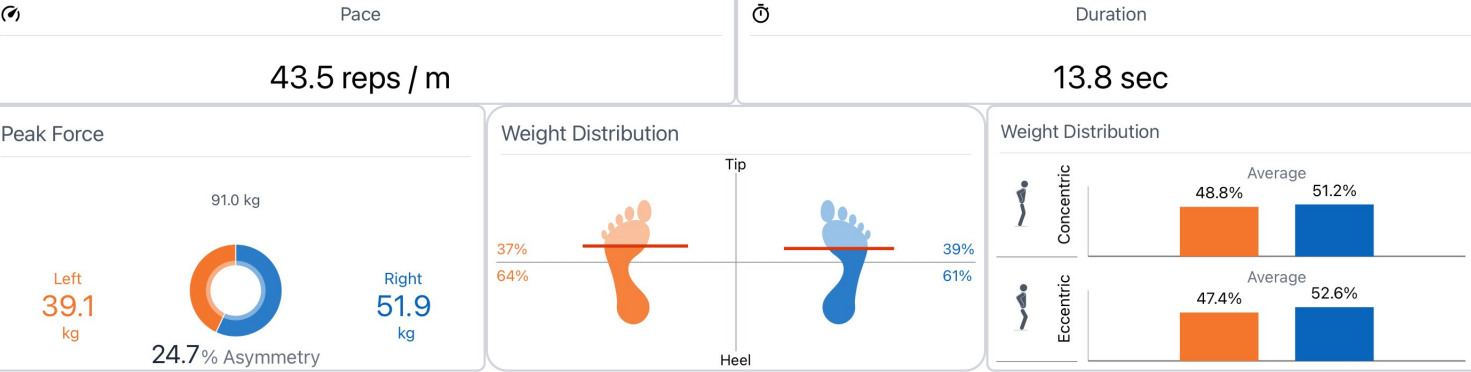 Pace
43.5 reps / m
Duration
13.8 sec
Peak Force
91.0 kg
Left
39.1
kg
Right
51.9
kg
24.7% Asymmetry
Weight Distribution
Tip
37%
64%
39%
61%
Heel
Weight Distribution
Concentric
Average
48.8%
51.2%
Eccentric
Average
47.4%
52.6%